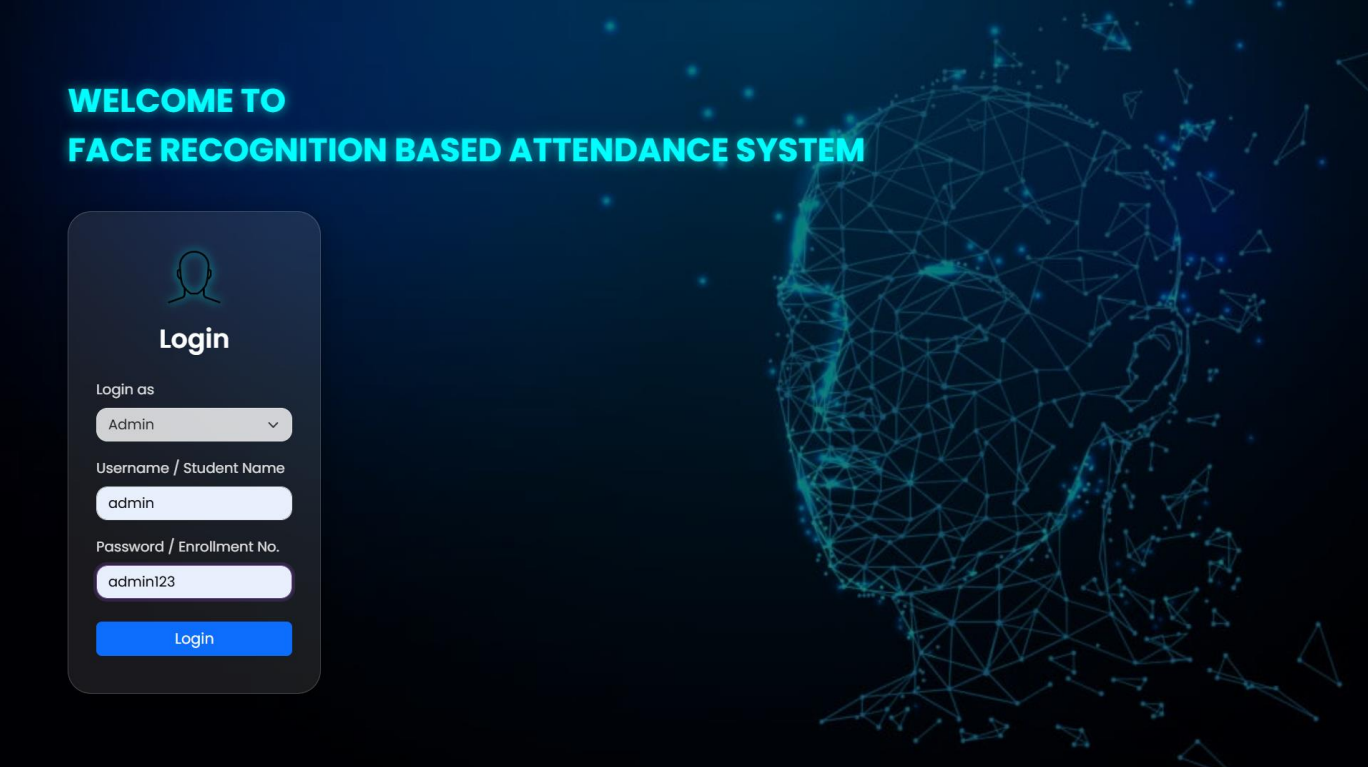 WELCOME TO
FACE RECOGNITION BASED ATTENDANCE SYSTEM
Login
Login as
Admin
Username / Student Name
admin
Password / Enrollment No.
admin123
Login